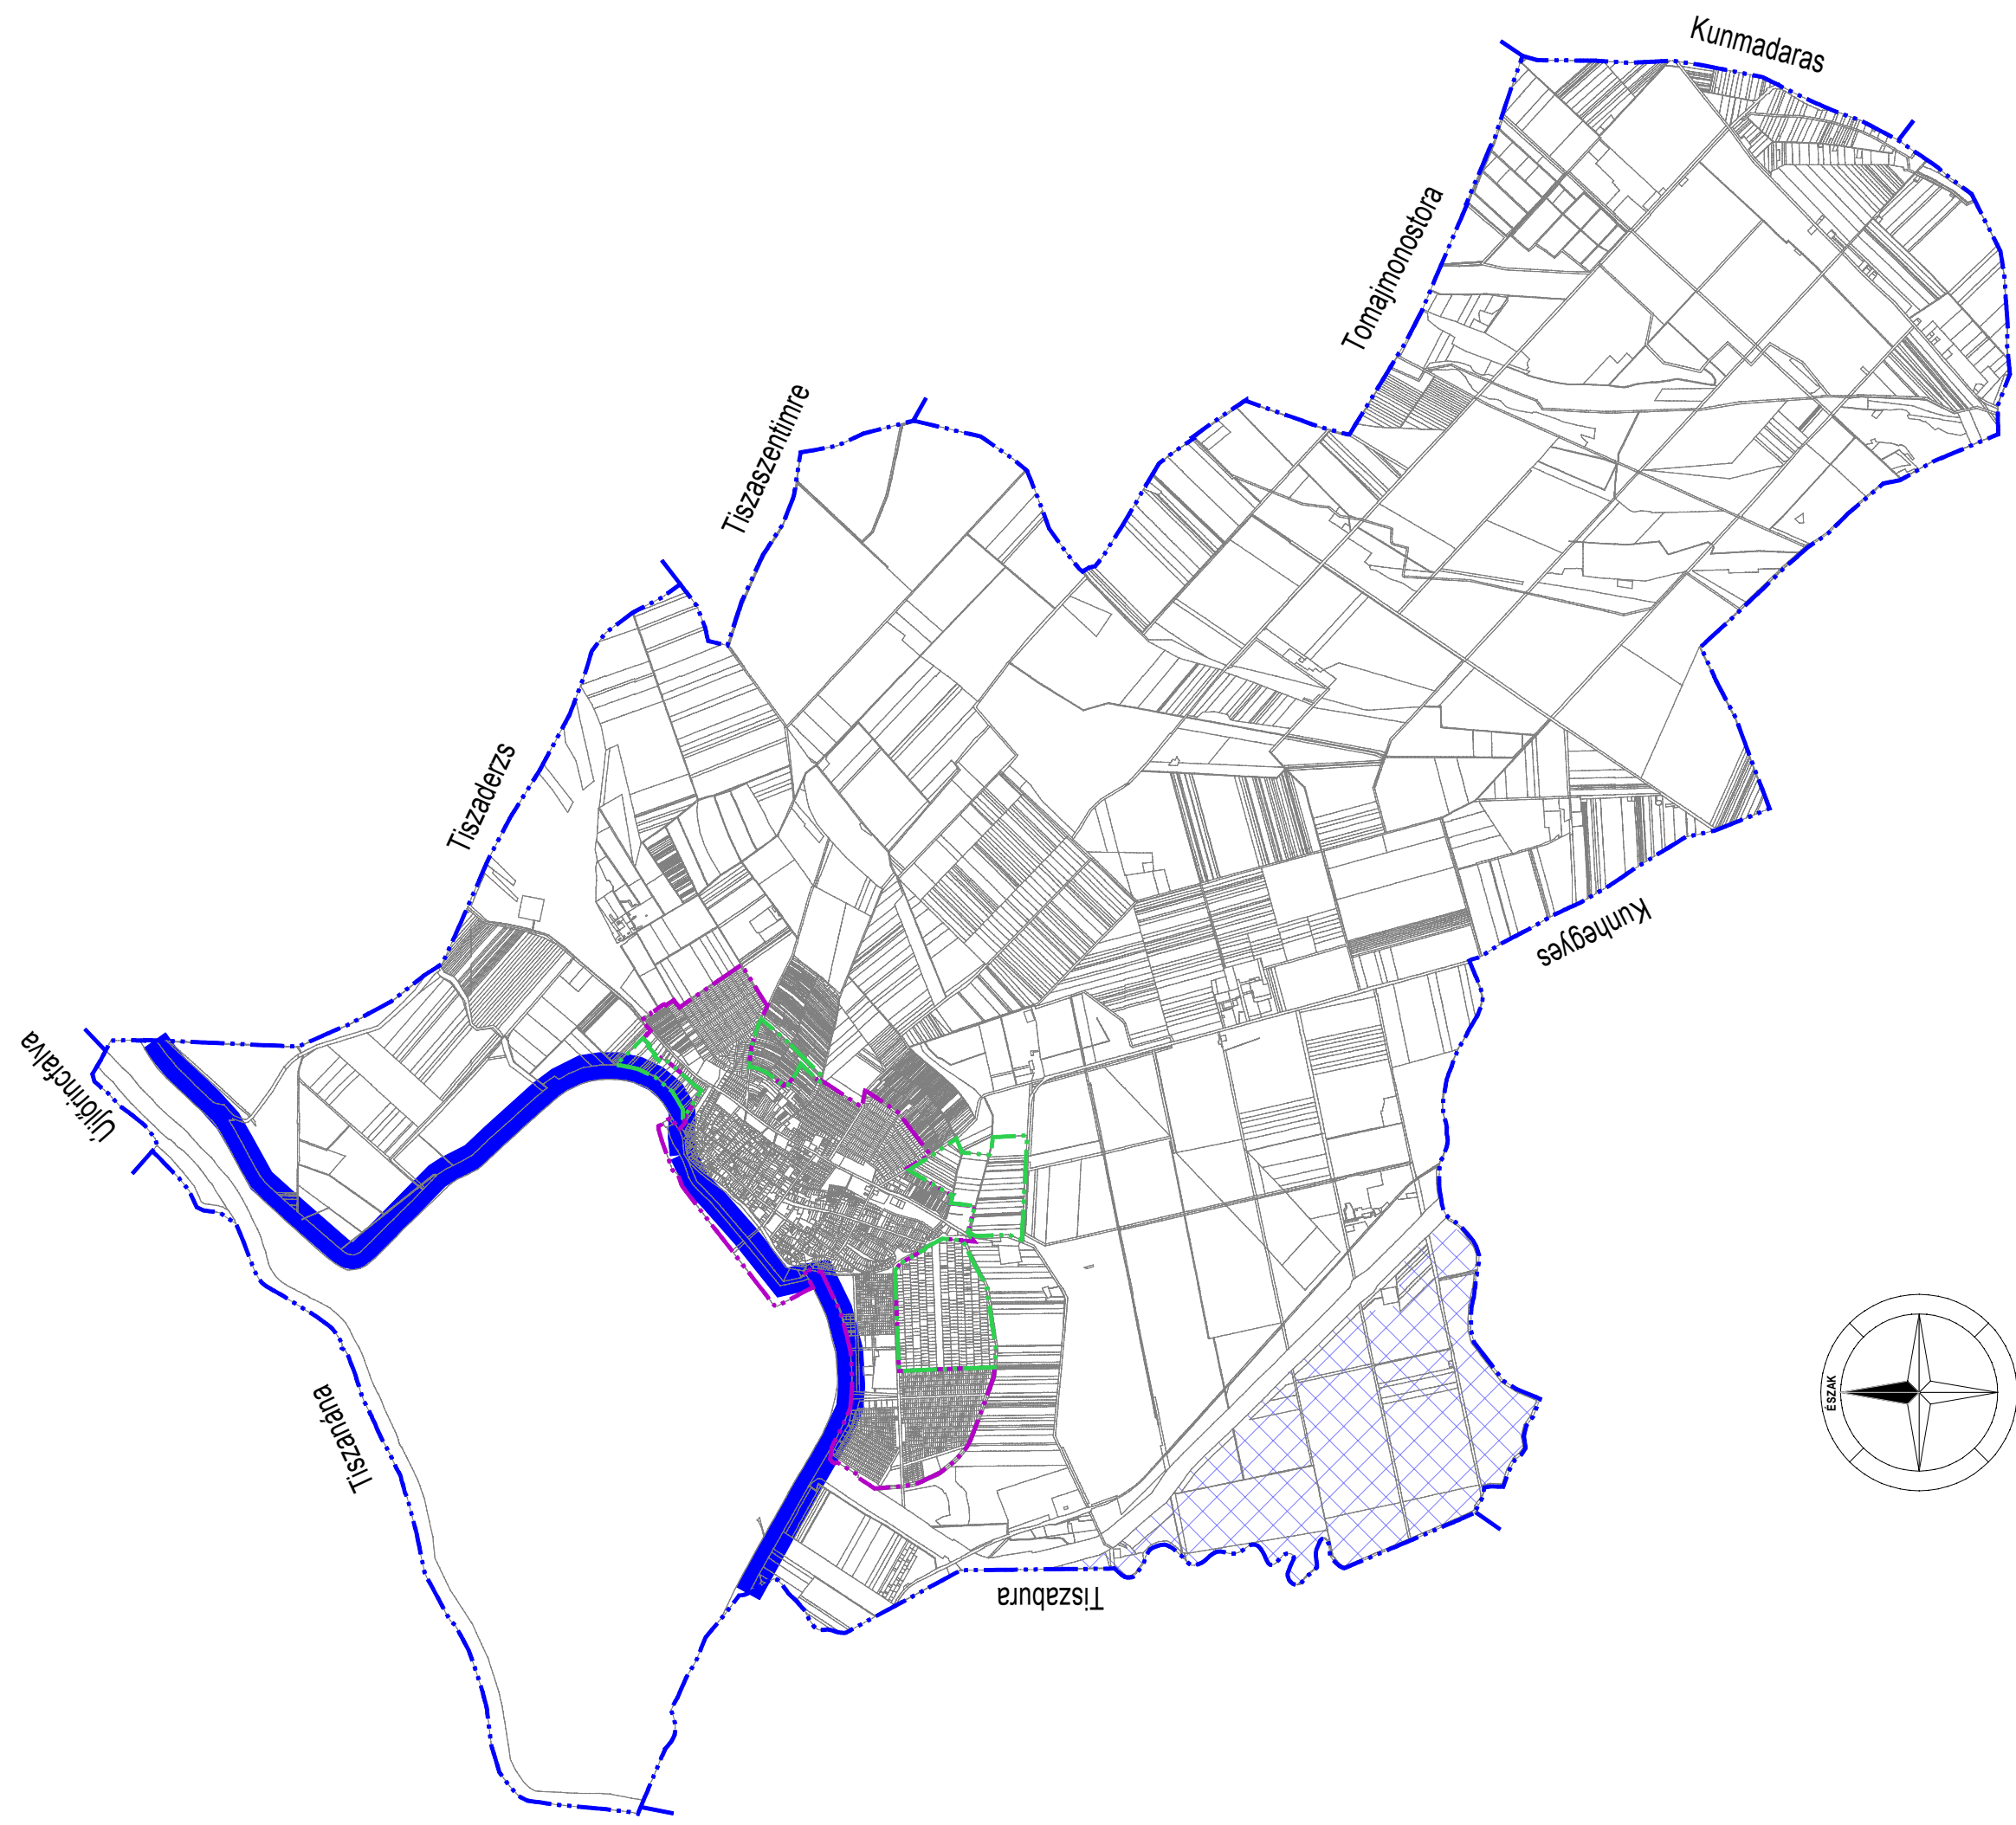 Kunmadaras
Tomajmonostora
Tiszaszentimre
Tiszaderzs
Kunhegyes
Újlőrincfalva
Tiszanána
ÉSZAK
Tiszabura